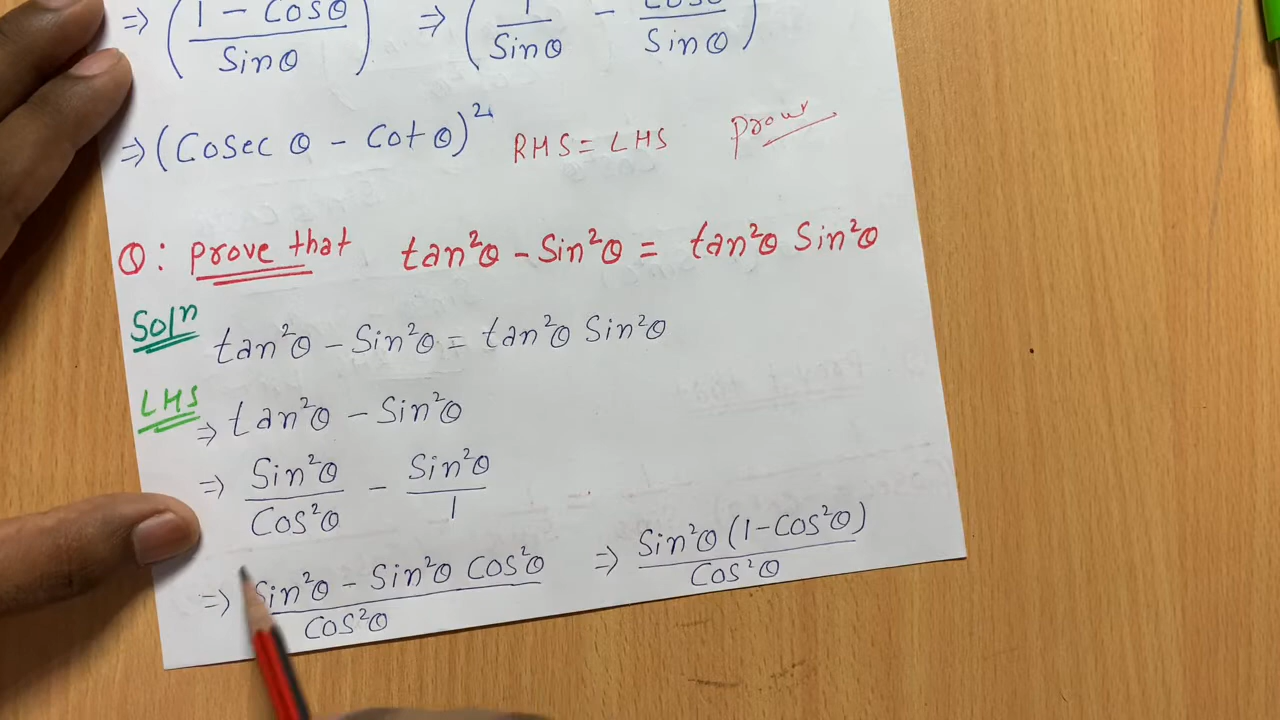 ⇒ (1 - Cosθ / Sinθ) ⇒ (1 / Sinθ - Cosθ / Sinθ)
⇒ (Cosec θ - Cot θ)² RHS = LHS
Q: prove that tan²θ - Sin²θ = tan²θ Sin²θ
Soln tan²θ - Sin²θ = tan²θ Sin²θ
LHS ⇒ tan²θ - Sin²θ
⇒ Sin²θ / Cos²θ - Sin²θ / 1
⇒ Sin²θ - Sin²θ Cos²θ / Cos²θ ⇒ Sin²θ (1 - Cos²θ) / Cos²θ